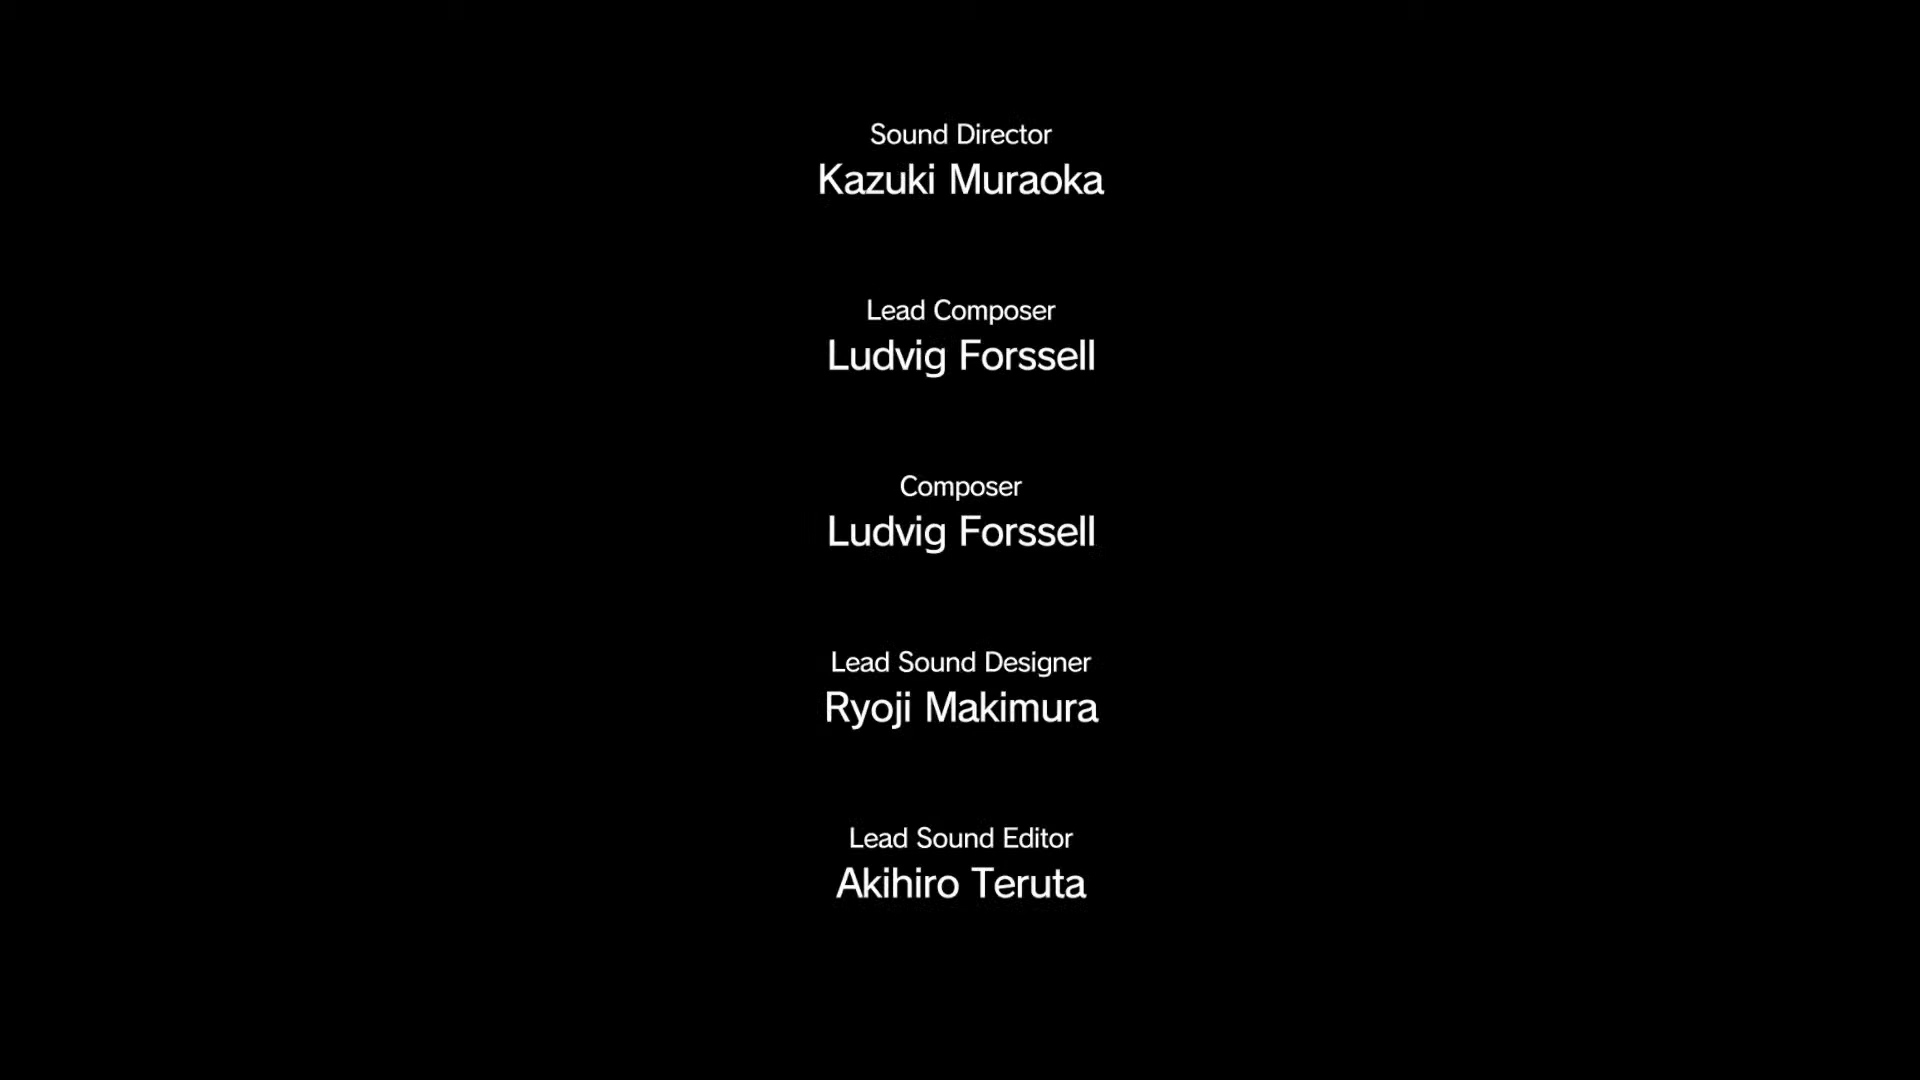 Sound Director
Kazuki Muraoka
Lead Composer
Ludvig Forssell
Composer
Ludvig Forssell
Lead Sound Designer
Ryoji Makimura
Lead Sound Editor
Akihiro Teruta